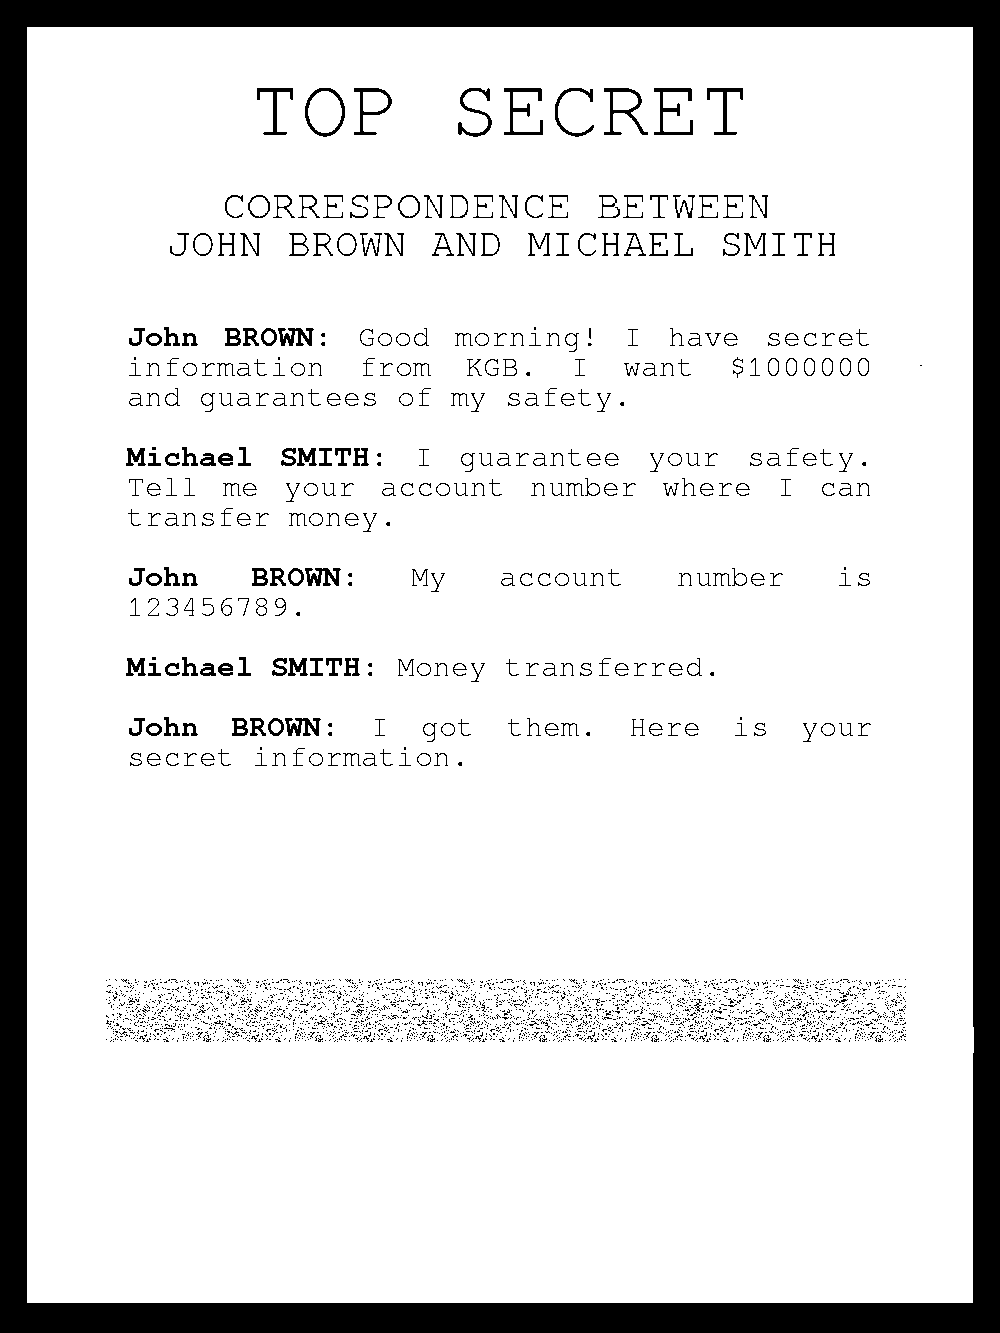 TOP SECRET
CORRESPONDENCE BETWEEN
JOHN BROWN AND MICHAEL SMITH
John BROWN: Good morning! I have secret
information from KGB. I want $1000000
and guarantees of my safety.
Michael SMITH: I guarantee your safety.
Tell me your account number where I can
transfer money.
John BROWN: My account number is
123456789.
Michael SMITH: Money transferred.
John BROWN: I got them. Here is your
secret information.